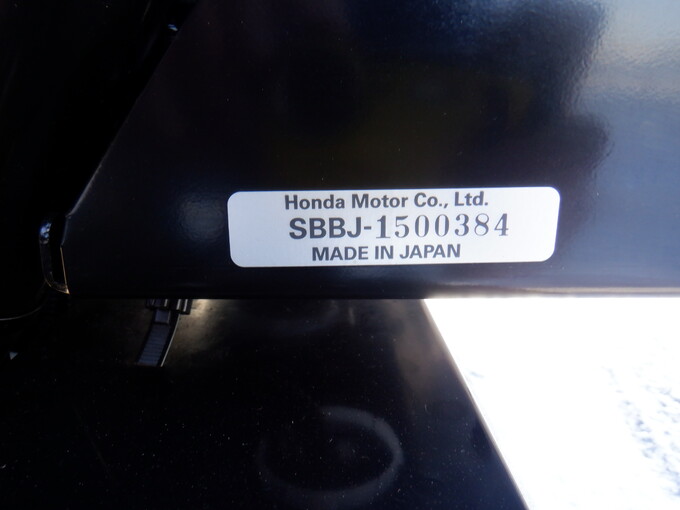 Honda Motor Co., Ltd.
SBBJ-1500384
MADE IN JAPAN